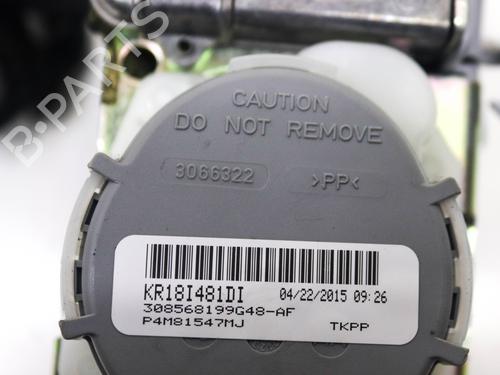 B-PARTS
CAUTION
DO NOT REMOVE
3066322 >PP<
KR18I481DI 04/22/2015 09:26
308568199G48-AF
P4M81547MJ TKPP